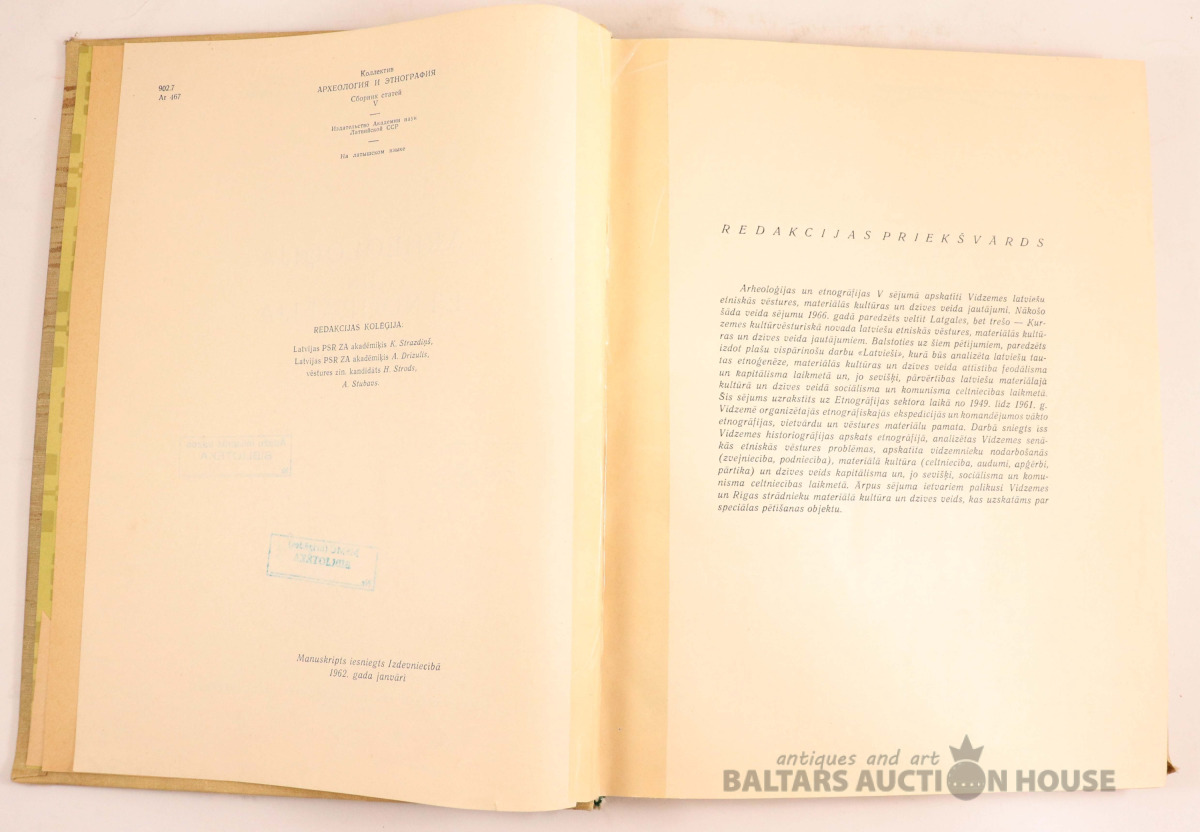 902.7
Ar 467
Коллектив
АРХЕОЛОГИЯ И ЭТНОГРАФИЯ
Сборник статей
V
Издательство Академии наук
Латвийской ССР
На латышском языке
REDAKCIJAS KOLĒĢIJA:
Latvijas PSR ZA akadēmiķis K. Strazdiņš,
Latvijas PSR ZA akadēmiķis A. Drizulis,
vēstures zin. kandidāts H. Strods,
A. Stubavs.
BIBLIOTĒKA
Manuskripts iesniegts Izdevniecībā
1962. gada janvāri
REDAKCIJAS PRIEKŠVĀRDS
Arheoloģijas un etnogrāfijas V sējumā apskatīti Vidzemes latviešu
etniskās vēstures, materiālās kultūras un dzīves veida jautājumi. Nākošo
šāda veida sējumu 1966. gadā paredzēts veltīt Latgales, bet trešo — Kur-
zemes kultūrvēsturiskā novada latviešu etniskās vēstures, materiālās kultū-
ras un dzīves veida jautājumiem. Balstoties uz šiem pētījumiem, paredzēts
izdot plašu vispārinošu darbu «Latvieši», kurā būs analizēta latviešu tau-
tas etnoģenēze, materiālās kultūras un dzīves veida attīstība feodālisma
un kapitālisma laikmetā un, jo sevišķi, pārvērtības latviešu materiālajā
kultūrā un dzīves veidā sociālisma un komunisma celtniecības laikmetā.
Šis sējums uzrakstīts uz Etnogrāfijas sektora laikā no 1949. līdz 1961. g.
Vidzemē organizētajās etnogrāfiskajās ekspedicijās un komandējumos vākto
etnogrāfijas, vietvārdu un vēstures materiālu pamata. Darbā sniegts īss
Vidzemes historiogrāfijas apskats etnogrāfijā, analizētas Vidzemes senā-
kās etniskās vēstures problēmas, apskatīta vidzemnieku nodarbošanās
(zvejniecība, podniecība), materiālā kultūra (celtniecība, audumi, apģērbi,
pārtika) un dzīves veids kapitālisma un, jo sevišķi, sociālisma un komu-
nisma celtniecības laikmetā. Ārpus sējuma ietvariem palikusi Vidzemes
un Rīgas strādnieku materiālā kultūra un dzīves veids, kas uzskatāms par
speciālas pētīšanas objektu.
antiques and art
BALTARS AUCTION HOUSE